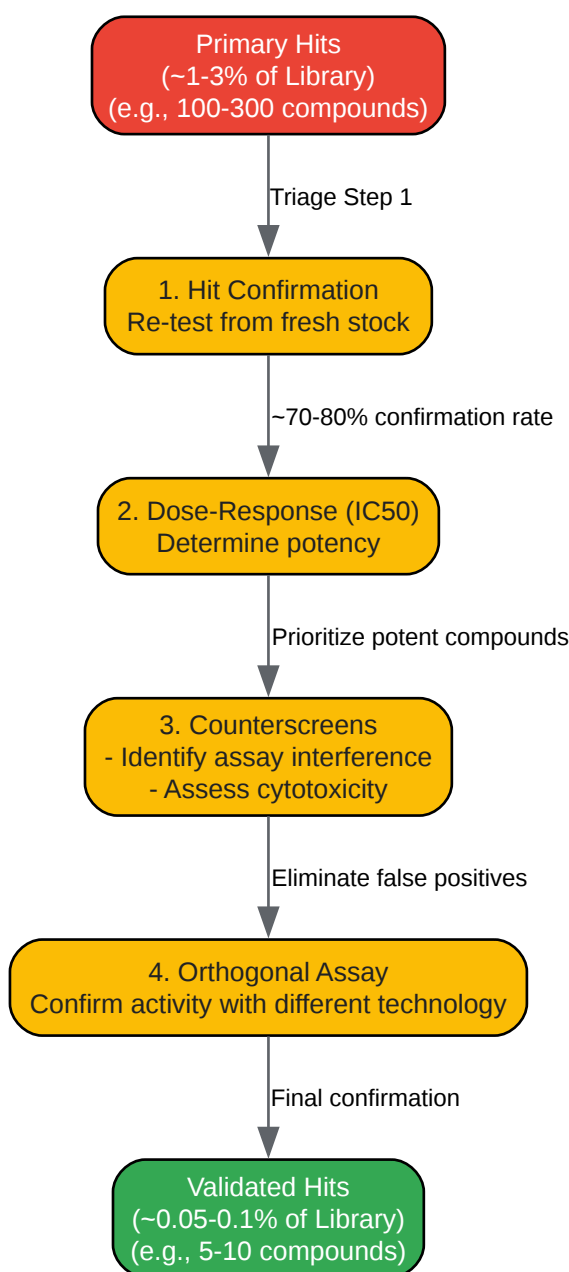 Primary Hits
(~1-3% of Library)
(e.g., 100-300 compounds)
Triage Step 1
1. Hit Confirmation
Re-test from fresh stock
~70-80% confirmation rate
2. Dose-Response (IC50)
Determine potency
Prioritize potent compounds
3. Counterscreens
- Identify assay interference
- Assess cytotoxicity
Eliminate false positives
4. Orthogonal Assay
Confirm activity with different technology
Final confirmation
Validated Hits
(~0.05-0.1% of Library)
(e.g., 5-10 compounds)